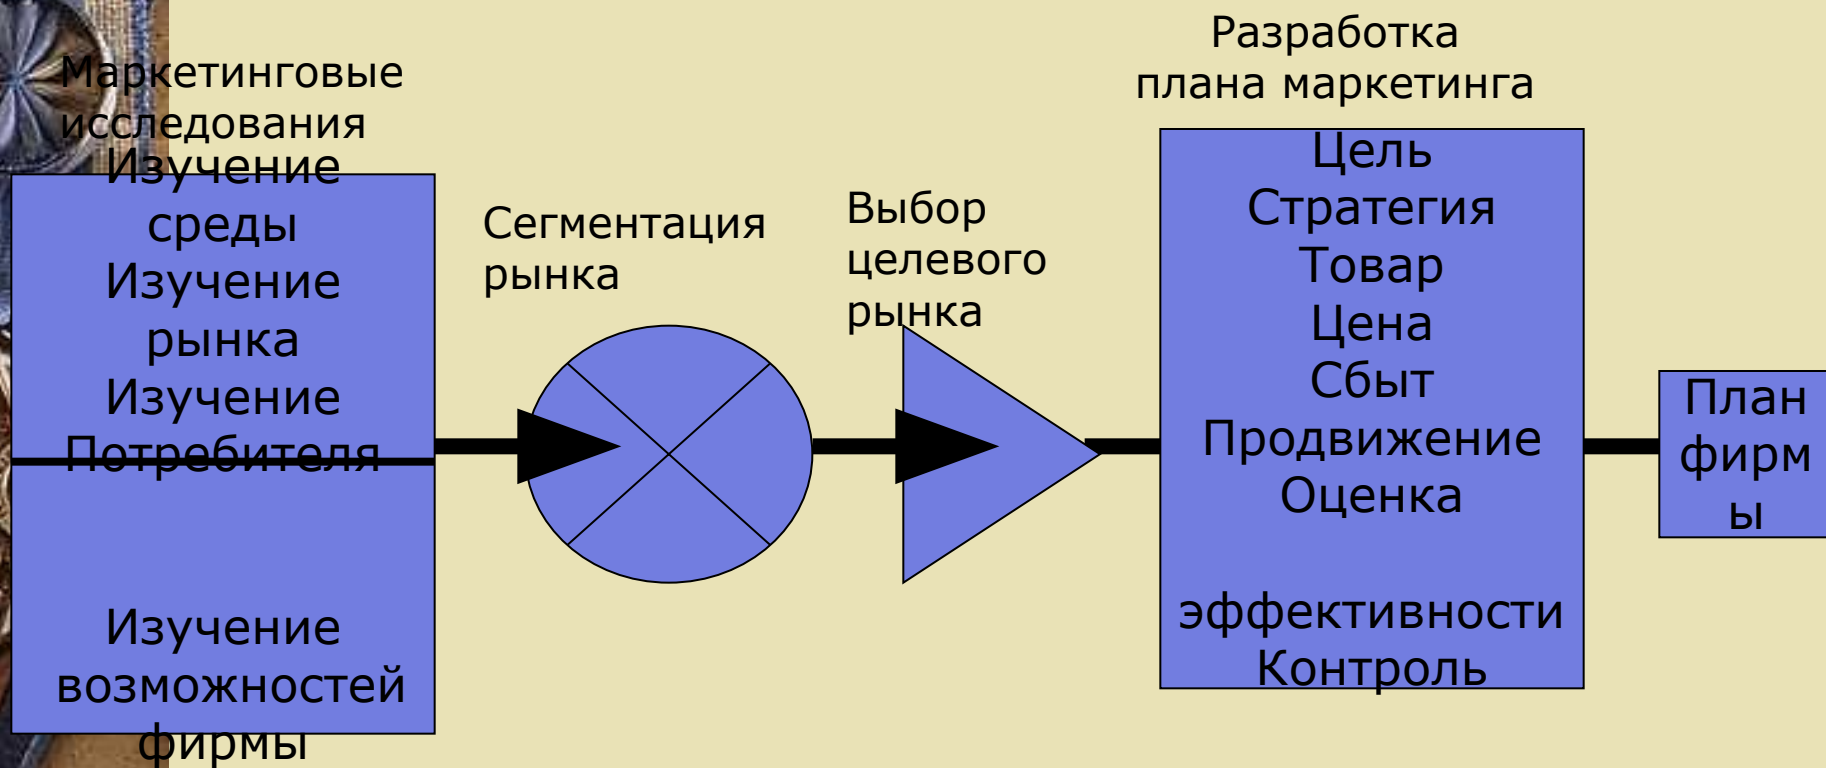 Маркетинговые
исследования
Изучение
среды
Изучение
рынка
Изучение
Потребителя
Изучение
возможностей
фирмы
Сегментация
рынка
Выбор
целевого
рынка
Разработка
плана маркетинга
Цель
Стратегия
Товар
Цена
Сбыт
Продвижение
Оценка
эффективности
Контроль
План
фирм
ы